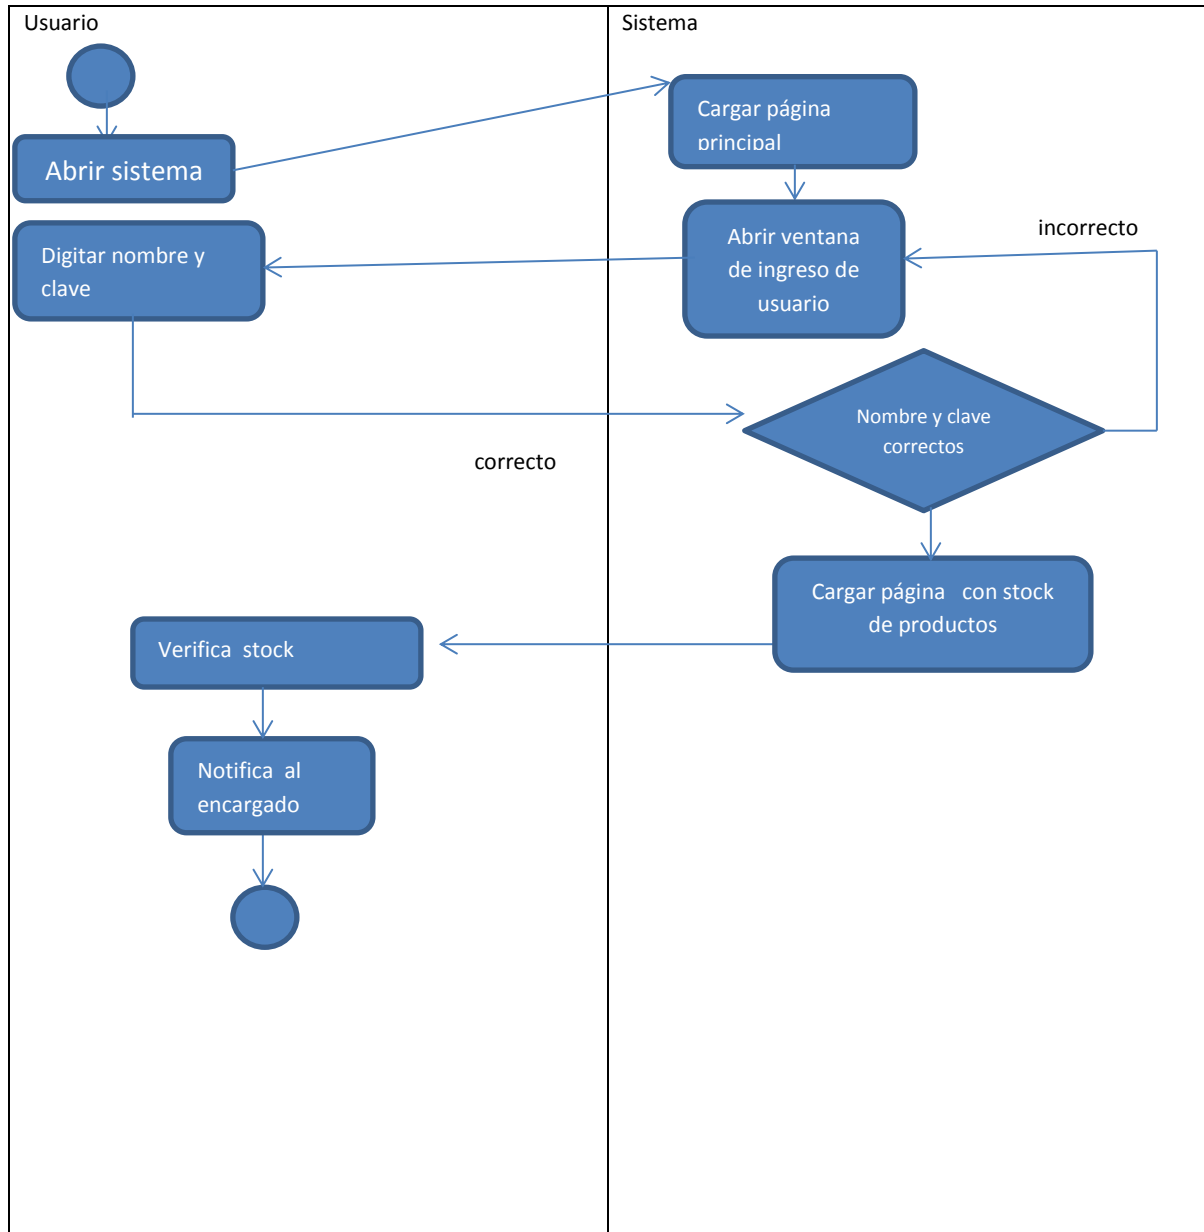 Usuario
Sistema
Abrir sistema
Cargar página
principal
Abrir ventana
de ingreso de
usuario
incorrecto
Digitar nombre y
clave
Nombre y clave
correctos
correcto
Cargar página con stock
de productos
Verifica stock
Notifica al
encargado